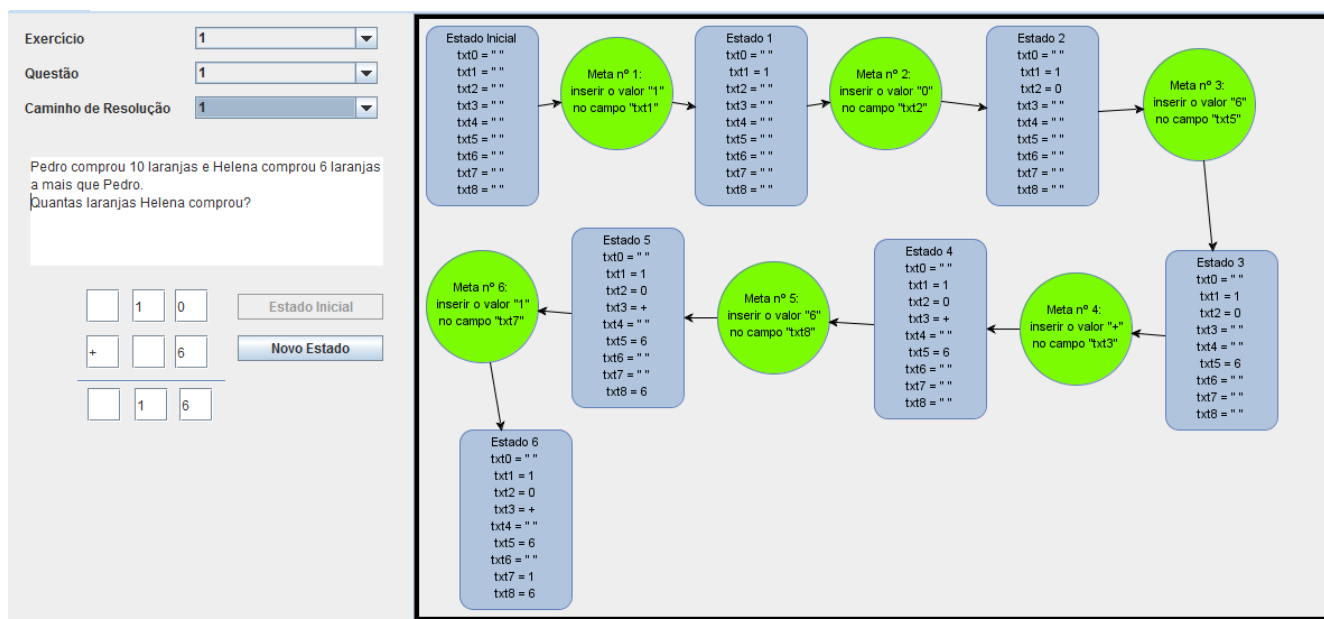 Exercício 1
Questão 1
Caminho de Resolução 1
Pedro comprou 10 laranjas e Helena comprou 6 laranjas
a mais que Pedro.
Quantas laranjas Helena comprou?
1 0
Estado Inicial
+ 6
Novo Estado
1 6
Estado Inicial
txt0 = " "
txt1 = " "
txt2 = " "
txt3 = " "
txt4 = " "
txt5 = " "
txt6 = " "
txt7 = " "
txt8 = " "
Meta nº 1:
inserir o valor "1"
no campo "txt1"
Estado 1
txt0 = " "
txt1 = 1
txt2 = " "
txt3 = " "
txt4 = " "
txt5 = " "
txt6 = " "
txt7 = " "
txt8 = " "
Meta nº 2:
inserir o valor "0"
no campo "txt2"
Estado 2
txt0 = " "
txt1 = 1
txt2 = 0
txt3 = " "
txt4 = " "
txt5 = " "
txt6 = " "
txt7 = " "
txt8 = " "
Meta nº 3:
inserir o valor "6"
no campo "txt5"
Estado 3
txt0 = " "
txt1 = 1
txt2 = 0
txt3 = " "
txt4 = " "
txt5 = 6
txt6 = " "
txt7 = " "
txt8 = " "
Meta nº 4:
inserir o valor "+"
no campo "txt3"
Estado 4
txt0 = " "
txt1 = 1
txt2 = 0
txt3 = +
txt4 = " "
txt5 = 6
txt6 = " "
txt7 = " "
txt8 = " "
Meta nº 5:
inserir o valor "6"
no campo "txt8"
Estado 5
txt0 = " "
txt1 = 1
txt2 = 0
txt3 = +
txt4 = " "
txt5 = 6
txt6 = " "
txt7 = " "
txt8 = 6
Meta nº 6:
inserir o valor "1"
no campo "txt7"
Estado 6
txt0 = " "
txt1 = 1
txt2 = 0
txt3 = +
txt4 = " "
txt5 = 6
txt6 = " "
txt7 = 1
txt8 = 6